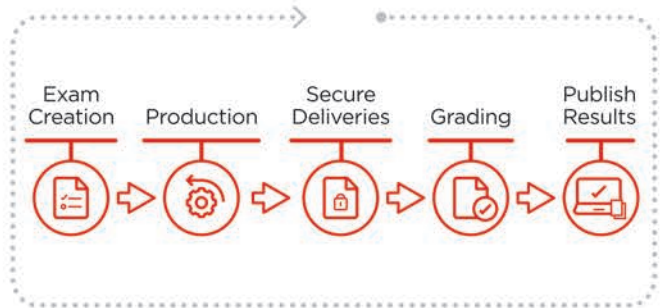 Exam
Creation
Production
Secure
Deliveries
Grading
Publish
Results